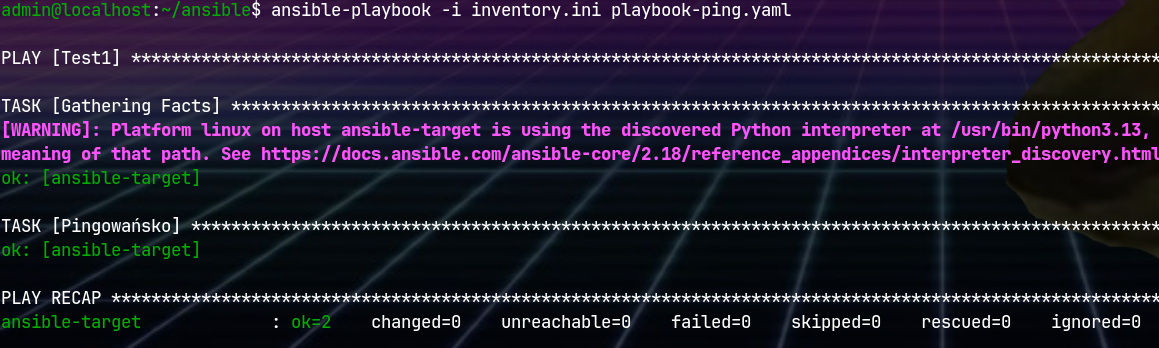 admin@localhost:~/ansible$ ansible-playbook -i inventory.ini playbook-ping.yaml
PLAY [Test1] *******************************************************************************************************
TASK [Gathering Facts] *********************************************************************************************
[WARNING]: Platform linux on host ansible-target is using the discovered Python interpreter at /usr/bin/python3.13,
meaning of that path. See https://docs.ansible.com/ansible-core/2.18/reference_appendices/interpreter_discovery.html
ok: [ansible-target]
TASK [Pingowańsko] *************************************************************************************************
ok: [ansible-target]
PLAY RECAP *********************************************************************************************************
ansible-target             : ok=2    changed=0    unreachable=0    failed=0    skipped=0    rescued=0    ignored=0